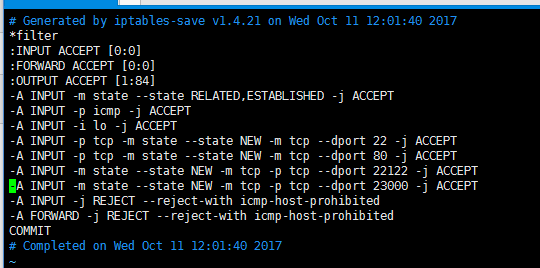 # Generated by iptables-save v1.4.21 on Wed Oct 11 12:01:40 2017
*filter
:INPUT ACCEPT [0:0]
:FORWARD ACCEPT [0:0]
:OUTPUT ACCEPT [1:84]
-A INPUT -m state --state RELATED,ESTABLISHED -j ACCEPT
-A INPUT -p icmp -j ACCEPT
-A INPUT -i lo -j ACCEPT
-A INPUT -p tcp -m state --state NEW -m tcp --dport 22 -j ACCEPT
-A INPUT -p tcp -m state --state NEW -m tcp --dport 80 -j ACCEPT
-A INPUT -m state --state NEW -m tcp -p tcp --dport 22122 -j ACCEPT
-A INPUT -m state --state NEW -m tcp -p tcp --dport 23000 -j ACCEPT
-A INPUT -j REJECT --reject-with icmp-host-prohibited
-A FORWARD -j REJECT --reject-with icmp-host-prohibited
COMMIT
# Completed on Wed Oct 11 12:01:40 2017
~